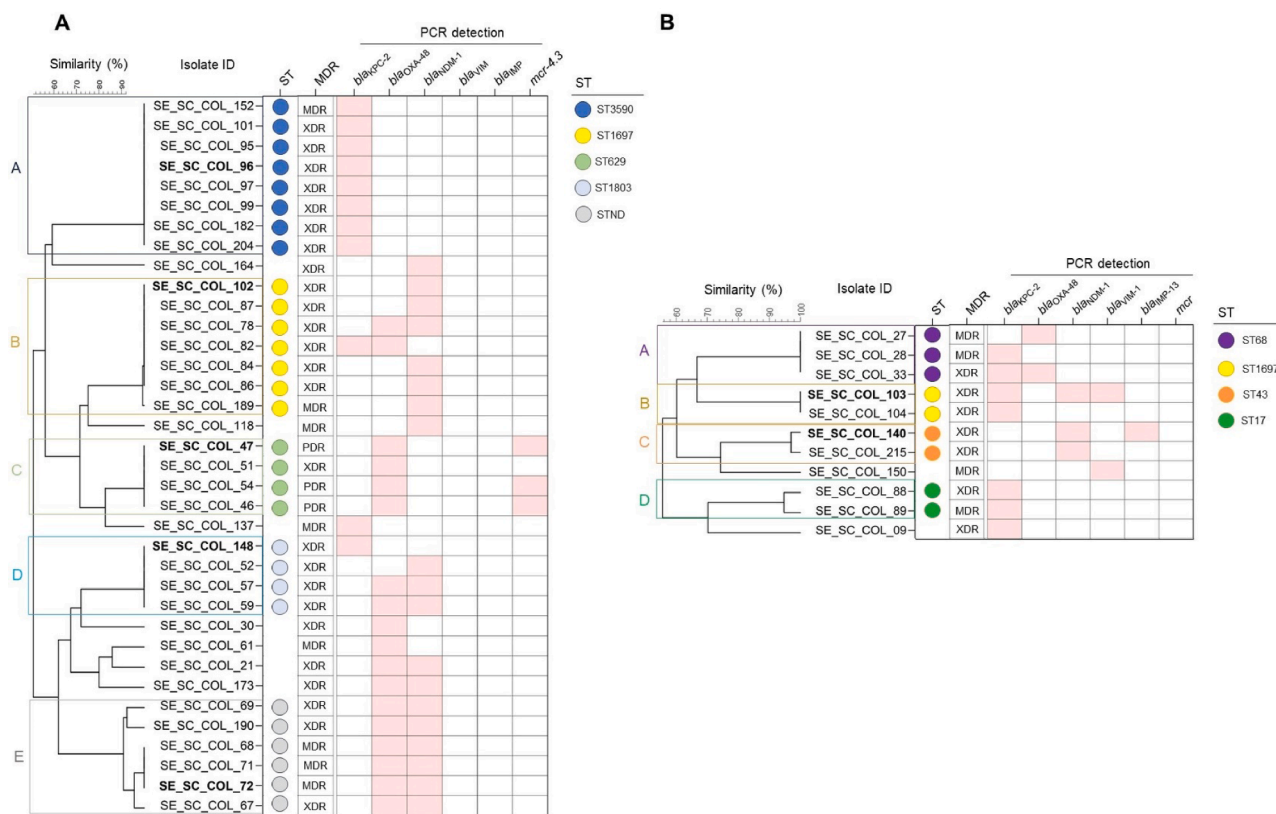 A
PCR detection
Similarity (%)
Isolate ID
ST
MDR
blaKPC-2
blaOXA-48
blaNDM-1
blaVIM
blaIMP
mcr-4.3
60
70
80
90
A
SE_SC_COL_152 MDR
SE_SC_COL_101 XDR
SE_SC_COL_95 XDR
SE_SC_COL_96 XDR
SE_SC_COL_97 XDR
SE_SC_COL_99 XDR
SE_SC_COL_182 XDR
SE_SC_COL_204 XDR
SE_SC_COL_164 XDR
B
SE_SC_COL_102 XDR
SE_SC_COL_87 XDR
SE_SC_COL_78 XDR
SE_SC_COL_82 XDR
SE_SC_COL_84 XDR
SE_SC_COL_86 XDR
SE_SC_COL_189 MDR
SE_SC_COL_118 MDR
C
SE_SC_COL_47 PDR
SE_SC_COL_51 XDR
SE_SC_COL_54 PDR
SE_SC_COL_46 PDR
SE_SC_COL_137 MDR
D
SE_SC_COL_148 XDR
SE_SC_COL_52 XDR
SE_SC_COL_57 XDR
SE_SC_COL_59 XDR
SE_SC_COL_30 XDR
SE_SC_COL_61 MDR
SE_SC_COL_21 XDR
SE_SC_COL_173 XDR
E
SE_SC_COL_69 XDR
SE_SC_COL_190 XDR
SE_SC_COL_68 MDR
SE_SC_COL_71 MDR
SE_SC_COL_72 MDR
SE_SC_COL_67 XDR
ST
ST3590
ST1697
ST629
ST1803
STND
B
PCR detection
Similarity (%)
Isolate ID
ST
MDR
blaKPC-2
blaOXA-48
blaNDM-1
blaVIM-1
blaIMP-13
mcr
60
70
80
90
100
A
SE_SC_COL_27 MDR
SE_SC_COL_28 MDR
SE_SC_COL_33 XDR
B
SE_SC_COL_103 XDR
SE_SC_COL_104 XDR
C
SE_SC_COL_140 XDR
SE_SC_COL_215 XDR
SE_SC_COL_150 MDR
D
SE_SC_COL_88 XDR
SE_SC_COL_89 MDR
SE_SC_COL_09 XDR
ST
ST68
ST1697
ST43
ST17